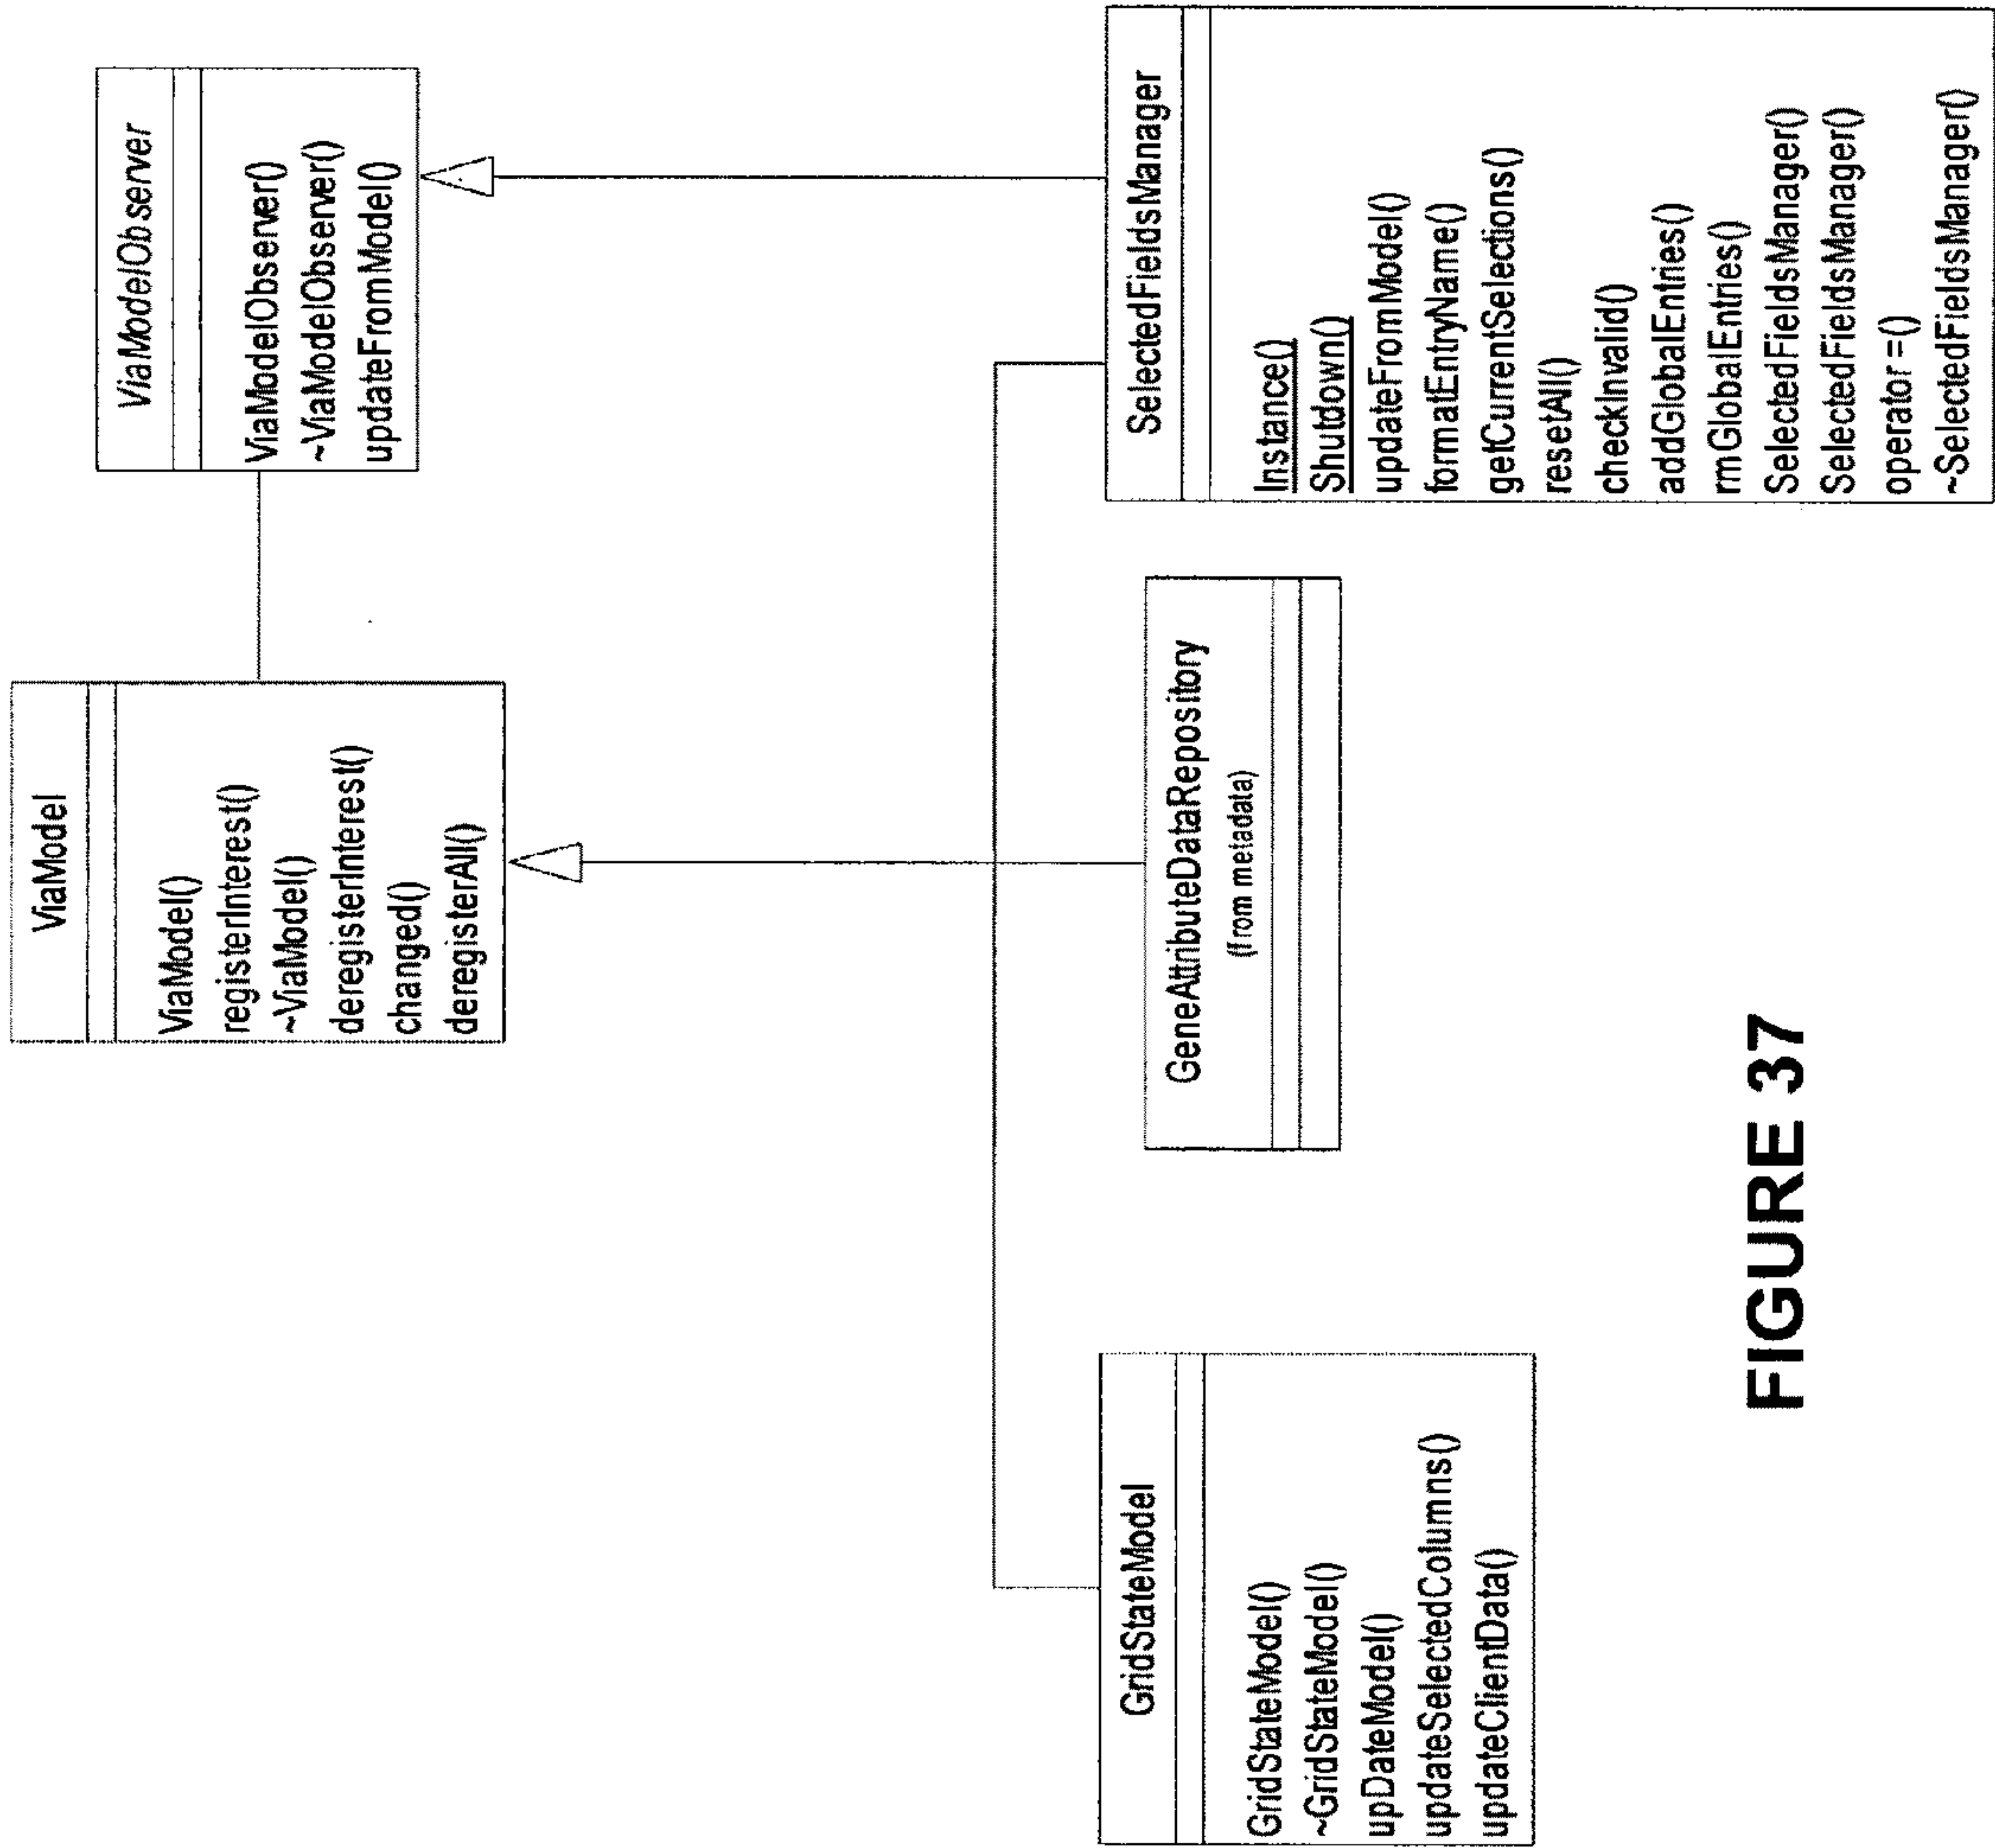 ViaModel
ViaModel()
registerInterest()
~ViaModel()
deregisterInterest()
changed()
deregisterAll()
ViaModelObserver
ViaModelObserver()
~ViaModelObserver()
updateFromModel()
GridStateModel
GridStateModel()
~GridStateModel()
upDateModel()
updateSelectedColumns()
updateClientData()
GeneAttributeDataRepository
(from metadata)
SelectedFieldsManager
Instance()
Shutdown()
updateFromModel()
formatEntryName()
getCurrentSelections()
resetAll()
checkInvalid()
addGlobalEntries()
rmGlobalEntries()
SelectedFieldsManager()
SelectedFieldsManager()
operator =()
~SelectedFieldsManager()
FIGURE 37